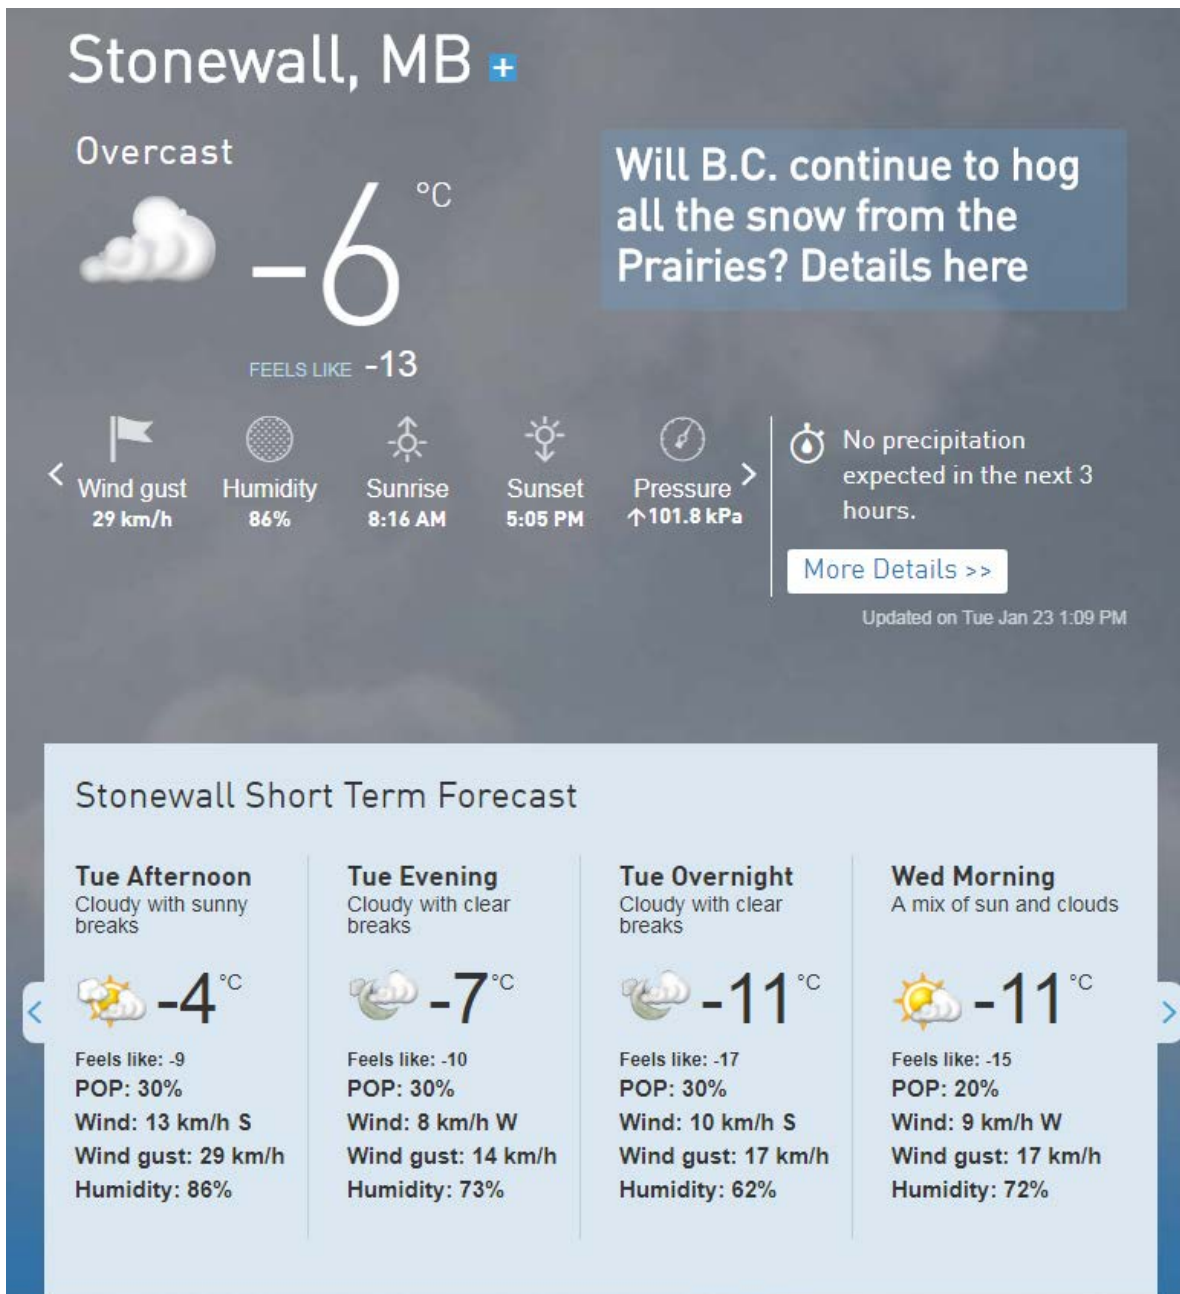 Stonewall, MB +
Overcast
-6 °C
FEELS LIKE -13
Will B.C. continue to hog
all the snow from the
Prairies? Details here
Wind gust
29 km/h
Humidity
86%
Sunrise
8:16 AM
Sunset
5:05 PM
Pressure
↑101.8 kPa
No precipitation
expected in the next 3
hours.
More Details >>
Updated on Tue Jan 23 1:09 PM
Stonewall Short Term Forecast
Tue Afternoon
Cloudy with sunny
breaks
-4 °C
Feels like: -9
POP: 30%
Wind: 13 km/h S
Wind gust: 29 km/h
Humidity: 86%
Tue Evening
Cloudy with clear
breaks
-7 °C
Feels like: -10
POP: 30%
Wind: 8 km/h W
Wind gust: 14 km/h
Humidity: 73%
Tue Overnight
Cloudy with clear
breaks
-11 °C
Feels like: -17
POP: 30%
Wind: 10 km/h S
Wind gust: 17 km/h
Humidity: 62%
Wed Morning
A mix of sun and clouds
-11 °C
Feels like: -15
POP: 20%
Wind: 9 km/h W
Wind gust: 17 km/h
Humidity: 72%